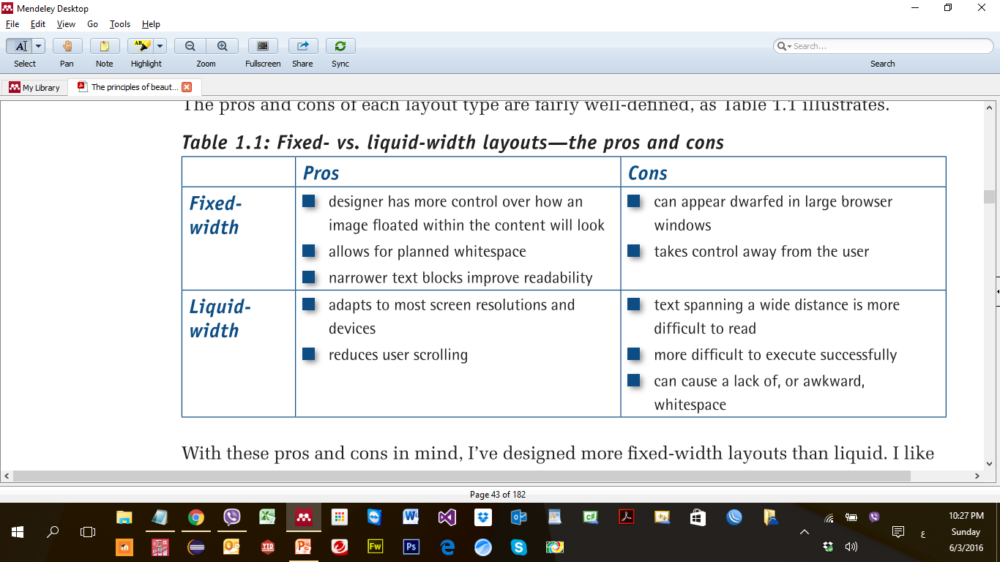 Mendeley Desktop
File Edit View Go Tools Help
Select Pan Note Highlight Zoom Fullscreen Share Sync
Search...
Search
My Library
The principles of beaut...
The pros and cons of each layout type are fairly well-defined, as Table 1.1 illustrates.
Table 1.1: Fixed- vs. liquid-width layouts—the pros and cons
Pros
Cons
Fixed-
width
designer has more control over how an
image floated within the content will look
allows for planned whitespace
narrower text blocks improve readability
can appear dwarfed in large browser
windows
takes control away from the user
Liquid-
width
adapts to most screen resolutions and
devices
reduces user scrolling
text spanning a wide distance is more
difficult to read
more difficult to execute successfully
can cause a lack of, or awkward,
whitespace
With these pros and cons in mind, I’ve designed more fixed-width layouts than liquid. I like
Page 43 of 182
10:27 PM
Sunday
6/3/2016
ع
Fw
Ps